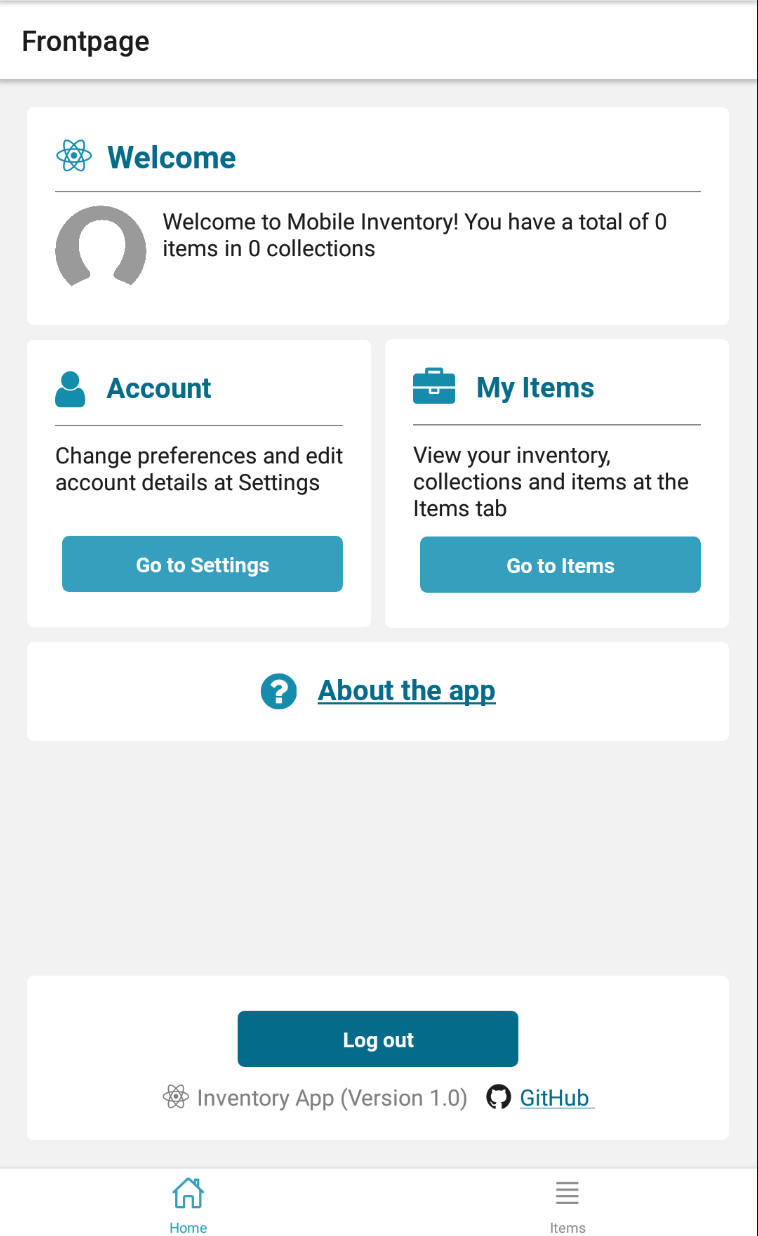 Frontpage
Welcome
Welcome to Mobile Inventory! You have a total of 0
items in 0 collections
Account
Change preferences and edit
account details at Settings
Go to Settings
My Items
View your inventory,
collections and items at the
Items tab
Go to Items
About the app
Log out
Inventory App (Version 1.0) GitHub
Home
Items